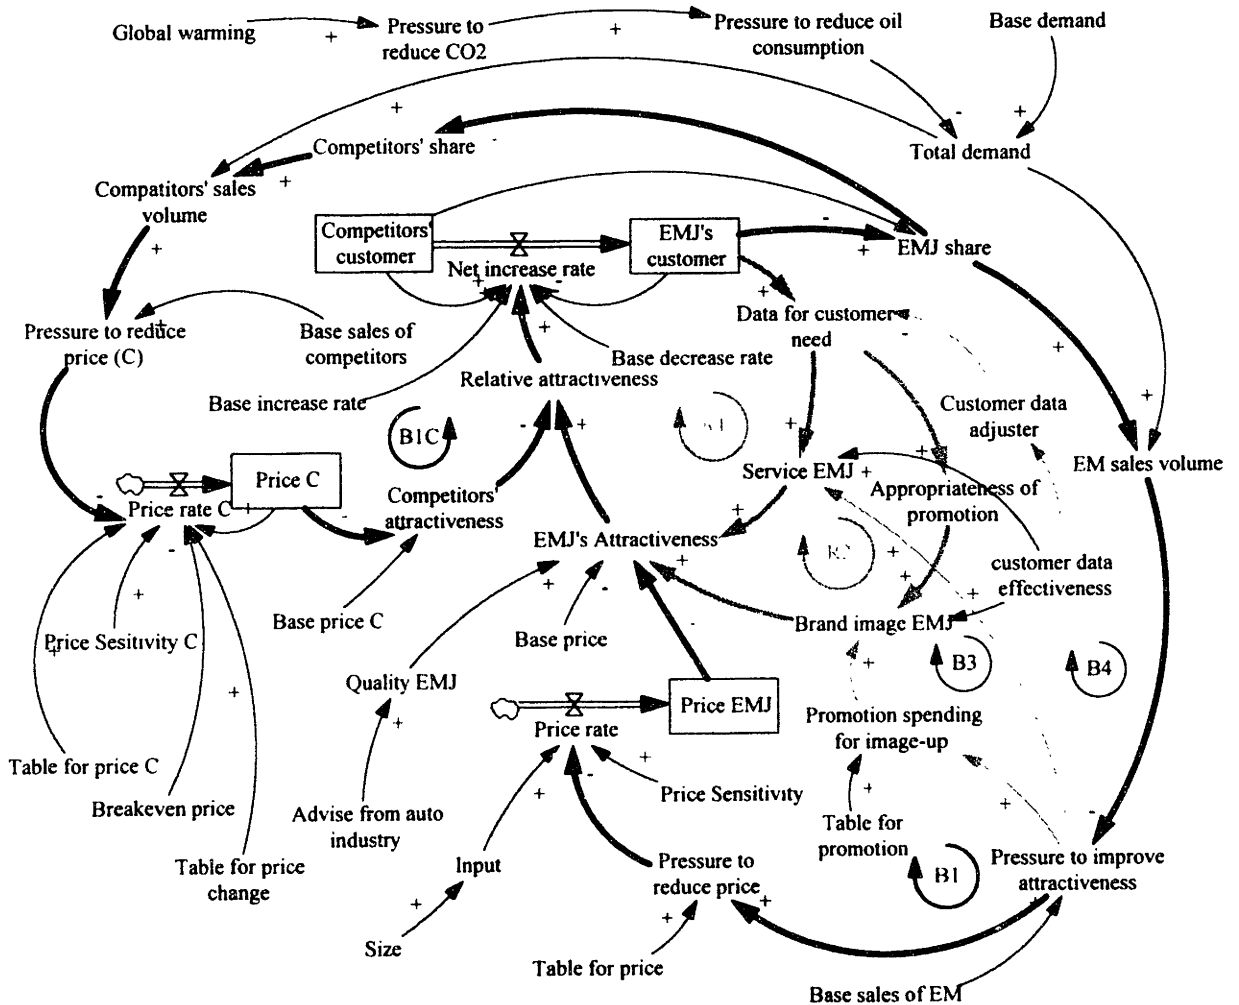 Global warming
Pressure to
reduce CO2
Pressure to reduce oil
consumption
Base demand
Total demand
Competitors' share
Compatitors' sales
volume
Competitors'
customer
Net increase rate
EMJ's
customer
EMJ share
Pressure to reduce
price (C)
Base sales of
competitors
Data for customer
need
Base decrease rate
Relative attractiveness
Base increase rate
B1C
Customer data
adjuster
EM sales volume
Price C
Price rate C
Competitors'
attractiveness
Service EMJ
Appropriateness of
promotion
EMJ's Attractiveness
R2
customer data
effectiveness
Base price C
Price Sesitivity C
Base price
Brand image EMJ
B3
B4
Quality EMJ
Price EMJ
Price rate
Promotion spending
for image-up
Table for price C
Breakeven price
Advise from auto
industry
Price Sensitivity
Table for
promotion
Table for price
change
Input
Pressure to
reduce price
B1
Pressure to improve
attractiveness
Size
Table for price
Base sales of EM